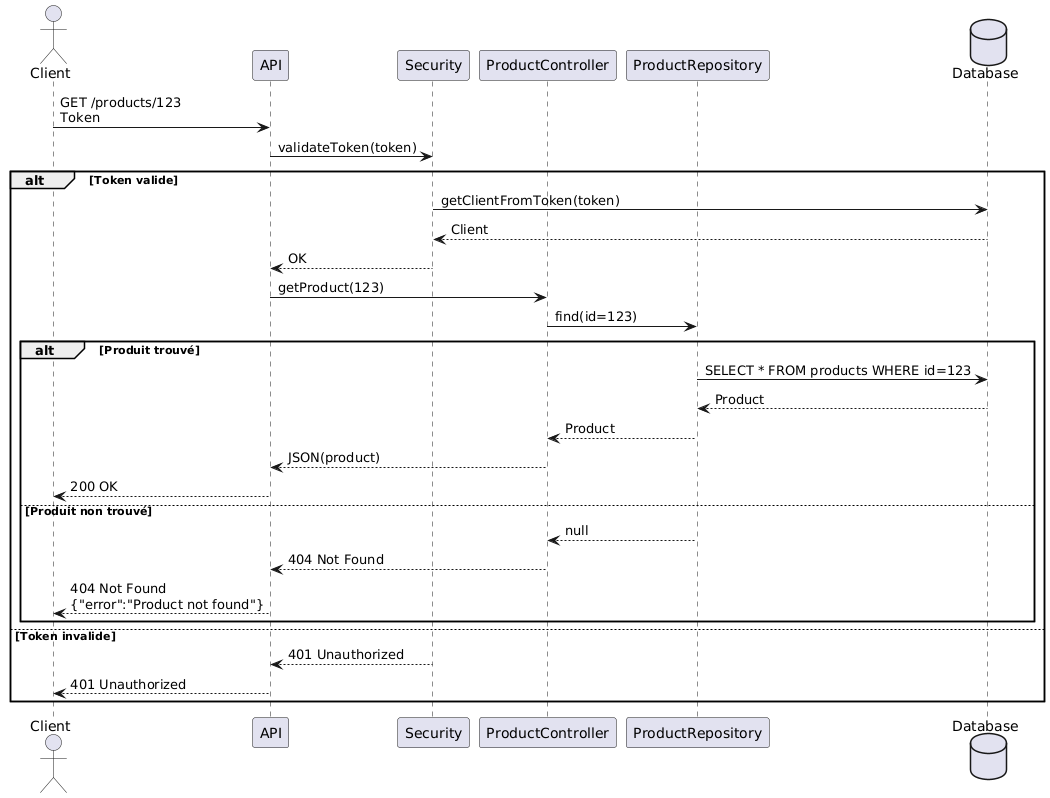 Client
API
Security
ProductController
ProductRepository
Database
GET /products/123
Token
validateToken(token)
alt
[Token valide]
getClientFromToken(token)
Client
OK
getProduct(123)
find(id=123)
alt
[Produit trouvé]
SELECT * FROM products WHERE id=123
Product
Product
JSON(product)
200 OK
[Produit non trouvé]
null
404 Not Found
404 Not Found
{"error":"Product not found"}
[Token invalide]
401 Unauthorized
401 Unauthorized
Client
API
Security
ProductController
ProductRepository
Database